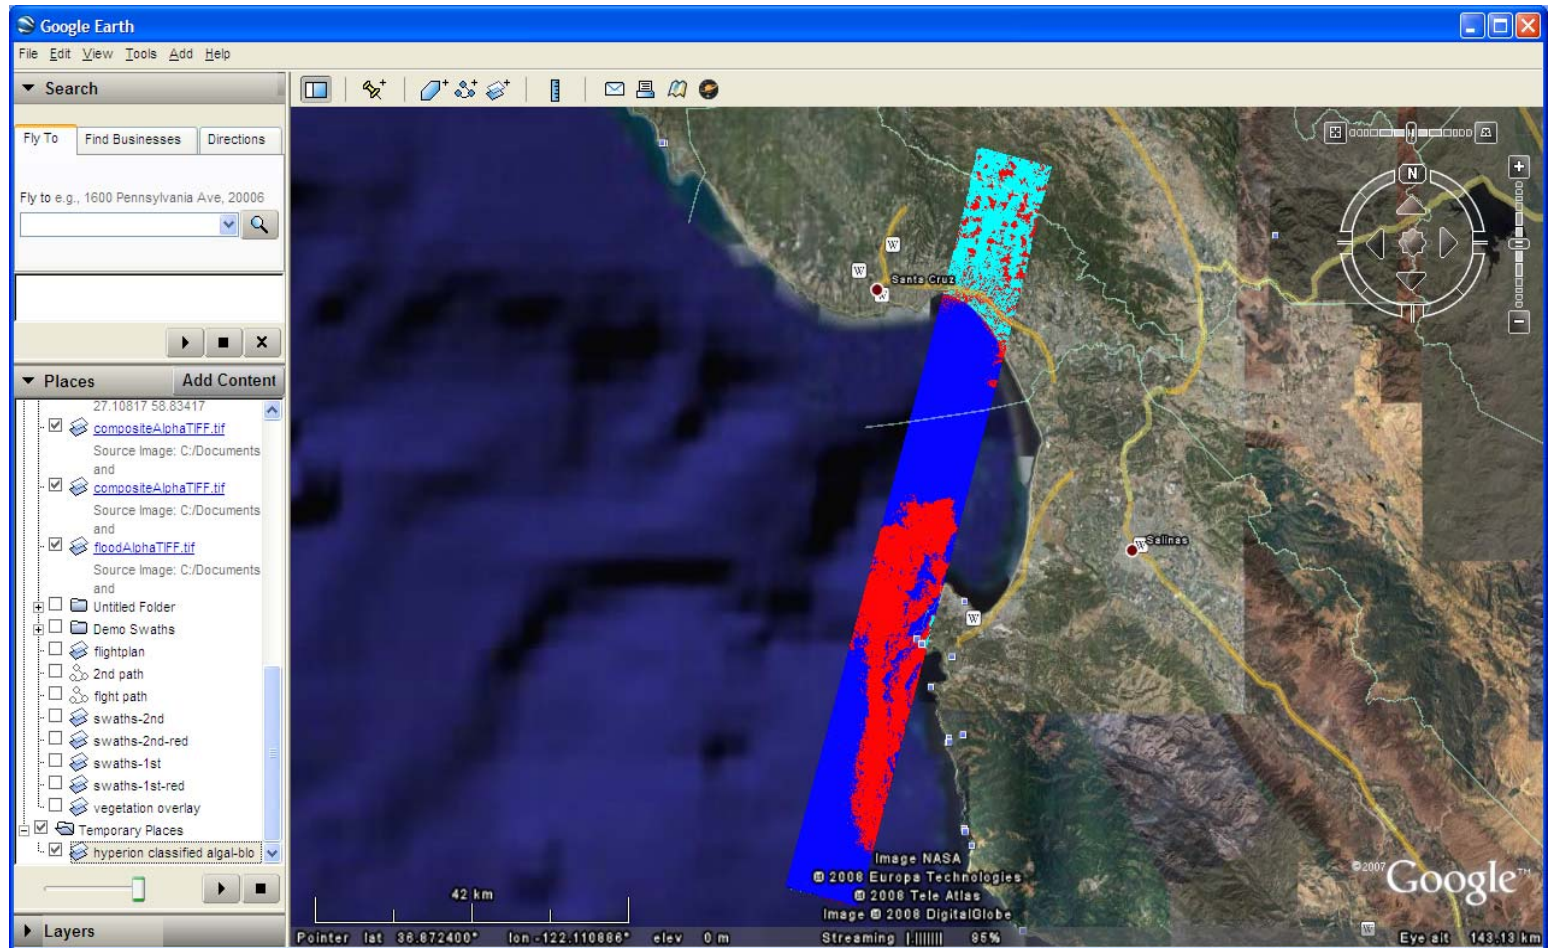 Google Earth
File Edit View Tools Add Help
Search
Fly To Find Businesses Directions
Fly to e.g., 1600 Pennsylvania Ave, 20006
Places Add Content
27.10817 58.83417
compositeAlphaTIFF.tif
Source Image: C:/Documents
and
compositeAlphaTIFF.tif
Source Image: C:/Documents
and
floodAlphaTIFF.tif
Source Image: C:/Documents
and
Untitled Folder
Demo Swaths
flightplan
2nd path
flght path
swaths-2nd
swaths-2nd-red
swaths-1st
swaths-1st-red
vegetation overlay
Temporary Places
hyperion classified algal-blo
Layers
N
W
W
Santa Cruz
W
W
Salinas
W
W
Image NASA
© 2008 Europa Technologies
© 2008 Tele Atlas
Image © 2008 DigitalGlobe
©2007 Google™
42 km
Pointer lat 36.872400° lon -122.110886° elev 0 m Streaming 95% Eye alt 143.13 km